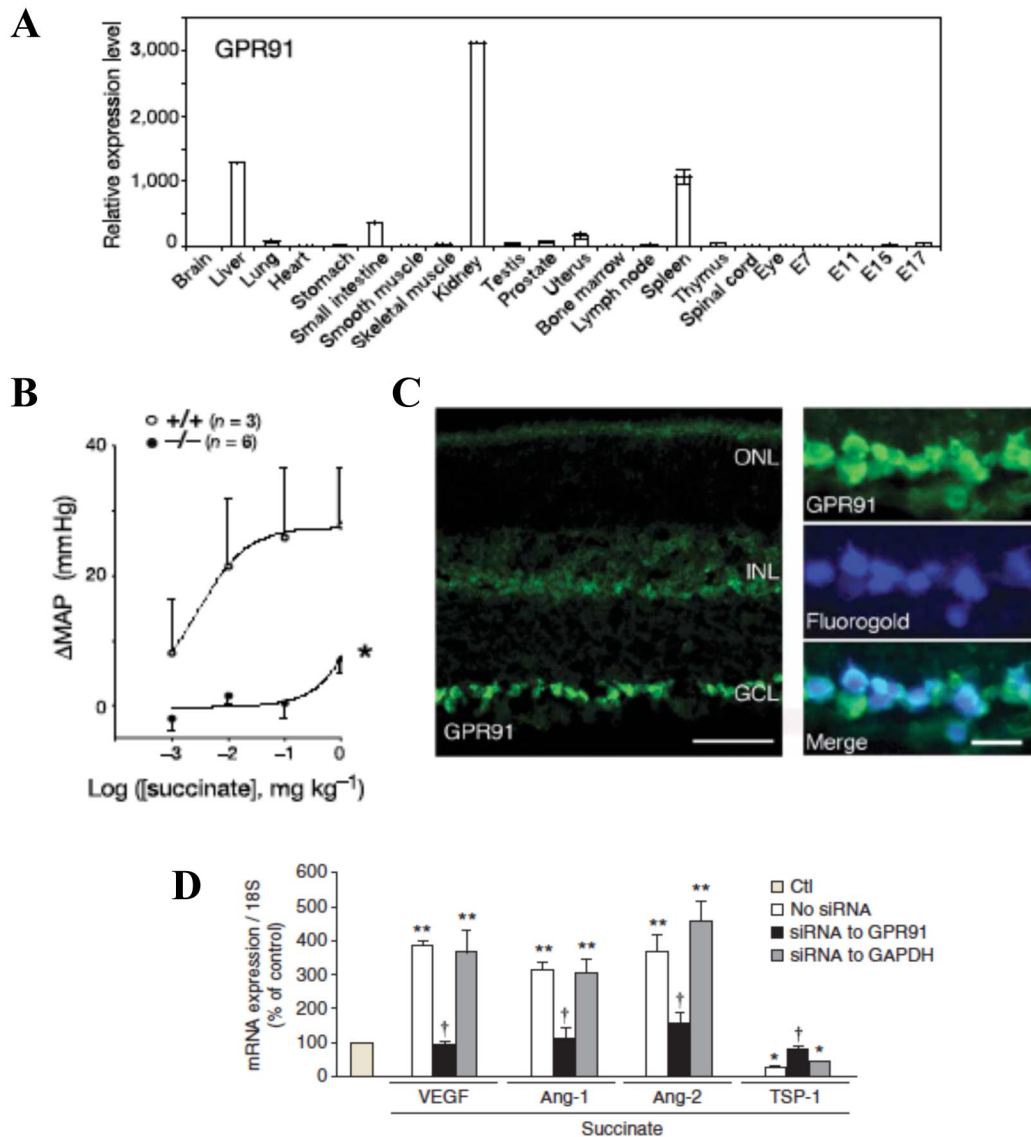 A
GPR91
Relative expression level
3,000
2,000
1,000
0
Brain
Liver
Lung
Heart
Stomach
Small intestine
Smooth muscle
Skeletal muscle
Kidney
Testis
Prostate
Uterus
Bone marrow
Lymph node
Spleen
Thymus
Spinal cord
Eye
E7
E11
E15
E17
B
+/+ (n = 3)
–/– (n = 6)
ΔMAP (mmHg)
40
20
0
*
–3 –2 –1 0
Log ([succinate], mg kg⁻¹)
C
ONL
INL
GCL
GPR91
GPR91
Fluorogold
Merge
D
mRNA expression / 18S
(% of control)
600
500
400
300
200
100
0
** ** ** ** ** **
† † † * † *
Ctl
No siRNA
siRNA to GPR91
siRNA to GAPDH
VEGF Ang-1 Ang-2 TSP-1
Succinate